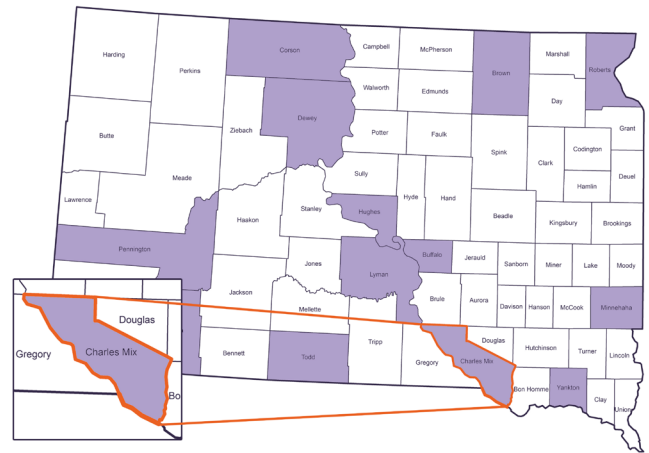 Harding
Perkins
Corson
Campbell
McPherson
Brown
Marshall
Roberts
Walworth
Edmunds
Day
Dewey
Butte
Ziebach
Potter
Faulk
Grant
Spink
Codington
Clark
Meade
Sully
Deuel
Hamlin
Lawrence
Hyde
Hand
Stanley
Hughes
Beadle
Haakon
Kingsbury
Brookings
Pennington
Buffalo
Jerauld
Sanborn
Miner
Lake
Moody
Jones
Lyman
Jackson
Brule
Aurora
Davison
Hanson
McCook
Minnehaha
Mellette
Tripp
Douglas
Hutchinson
Turner
Lincoln
Bennett
Todd
Gregory
Charles Mix
Bon Homme
Yankton
Clay
Union
Douglas
Gregory
Charles Mix
Bo